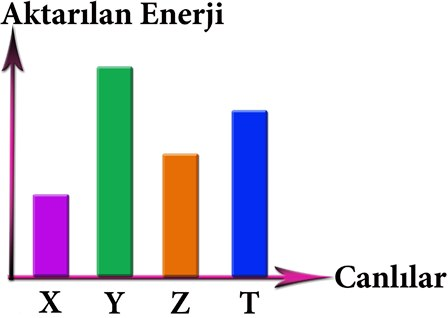 Aktarılan Enerji
Canlılar
X Y Z T